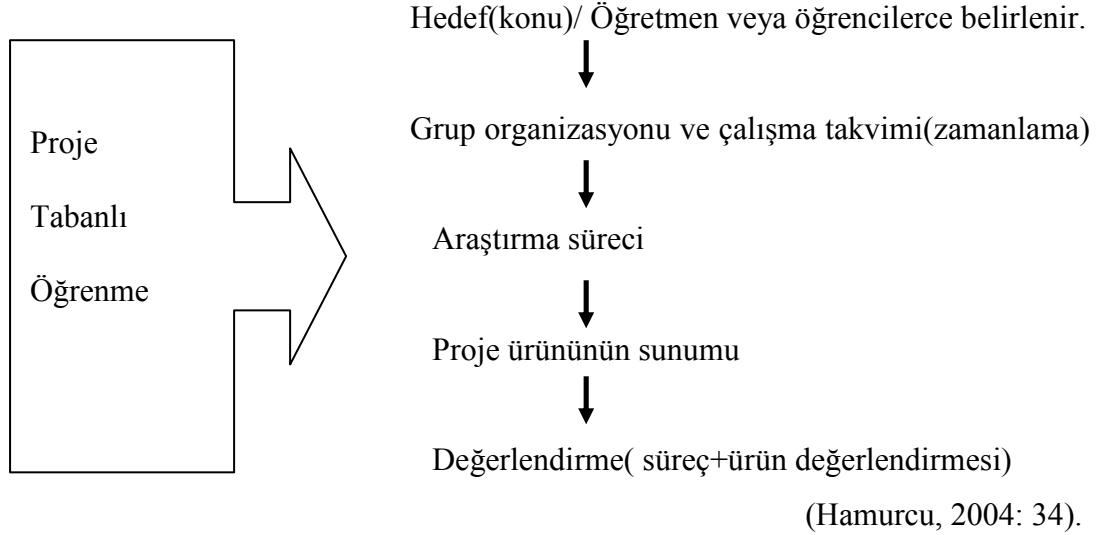 Proje
Tabanlı
Öğrenme
Hedef(konu)/ Öğretmen veya öğrencilerce belirlenir.
Grup organizasyonu ve çalışma takvimi(zamanlama)
Araştırma süreci
Proje ürününün sunumu
Değerlendirme( süreç+ürün değerlendirmesi)
(Hamurcu, 2004: 34).